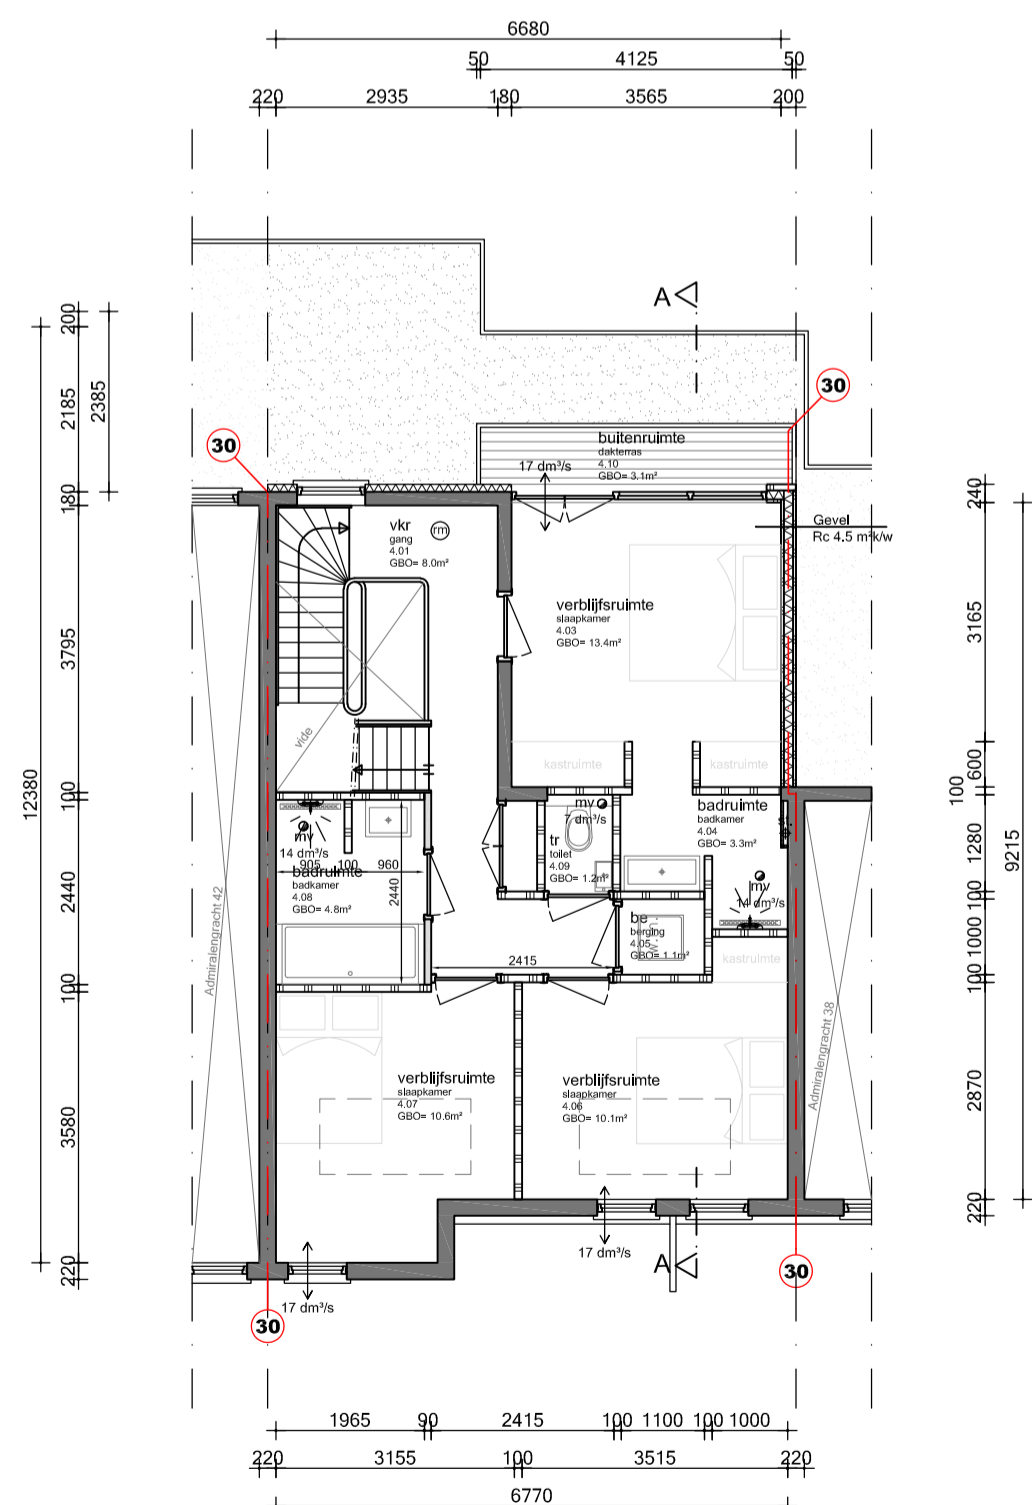 6680
50 4125 50
220 2935 180 3565 200
A
30
30
200
2185
2385
180
3795
12380
100
2440
100
3580
220
buitenruimte
dakterras
4.10
GBO= 3.1m²
17 dm³/s
240
Gevel
Rc 4.5 m²k/w
3165
600
100
1280
9215
100
1000
100
2870
220
vkr
gang
4.01
GBO= 8.0m²
rm
verblijfsruimte
slaapkamer
4.03
GBO= 13.4m²
vide
kastruimte
kastruimte
mv
7 dm³/s
tr
toilet
4.09
GBO= 1.2m²
badruimte
badkamer
4.04
GBO= 3.3m²
mv
14 dm³/s
mv
14 dm³/s
905 100 960
badruimte
badkamer
4.08
GBO= 4.8m²
2440
be
berging
4.05
GBO= 1.1m²
2415
kastruimte
Admiralengracht 42
Admiralengracht 38
verblijfsruimte
slaapkamer
4.07
GBO= 10.6m²
verblijfsruimte
slaapkamer
4.06
GBO= 10.1m²
17 dm³/s
A
17 dm³/s
30
30
1965 90 2415 100 1100 100 1000
220 3155 100 3515 220
6770